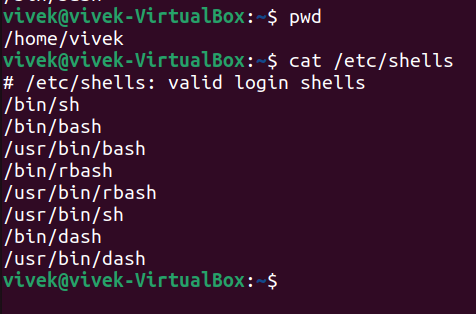 vivek@vivek-VirtualBox:~$ pwd
/home/vivek
vivek@vivek-VirtualBox:~$ cat /etc/shells
# /etc/shells: valid login shells
/bin/sh
/bin/bash
/usr/bin/bash
/bin/rbash
/usr/bin/rbash
/usr/bin/sh
/bin/dash
/usr/bin/dash
vivek@vivek-VirtualBox:~$